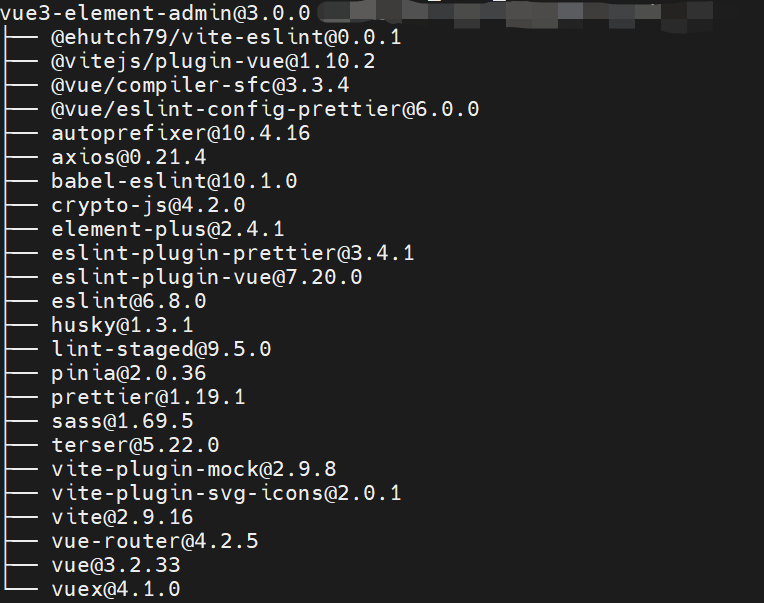 vue3-element-admin@3.0.0
├── @ehutch79/vite-eslint@0.0.1
├── @vitejs/plugin-vue@1.10.2
├── @vue/compiler-sfc@3.3.4
├── @vue/eslint-config-prettier@6.0.0
├── autoprefixer@10.4.16
├── axios@0.21.4
├── babel-eslint@10.1.0
├── crypto-js@4.2.0
├── element-plus@2.4.1
├── eslint-plugin-prettier@3.4.1
├── eslint-plugin-vue@7.20.0
├── eslint@6.8.0
├── husky@1.3.1
├── lint-staged@9.5.0
├── pinia@2.0.36
├── prettier@1.19.1
├── sass@1.69.5
├── terser@5.22.0
├── vite-plugin-mock@2.9.8
├── vite-plugin-svg-icons@2.0.1
├── vite@2.9.16
├── vue-router@4.2.5
├── vue@3.2.33
└── vuex@4.1.0